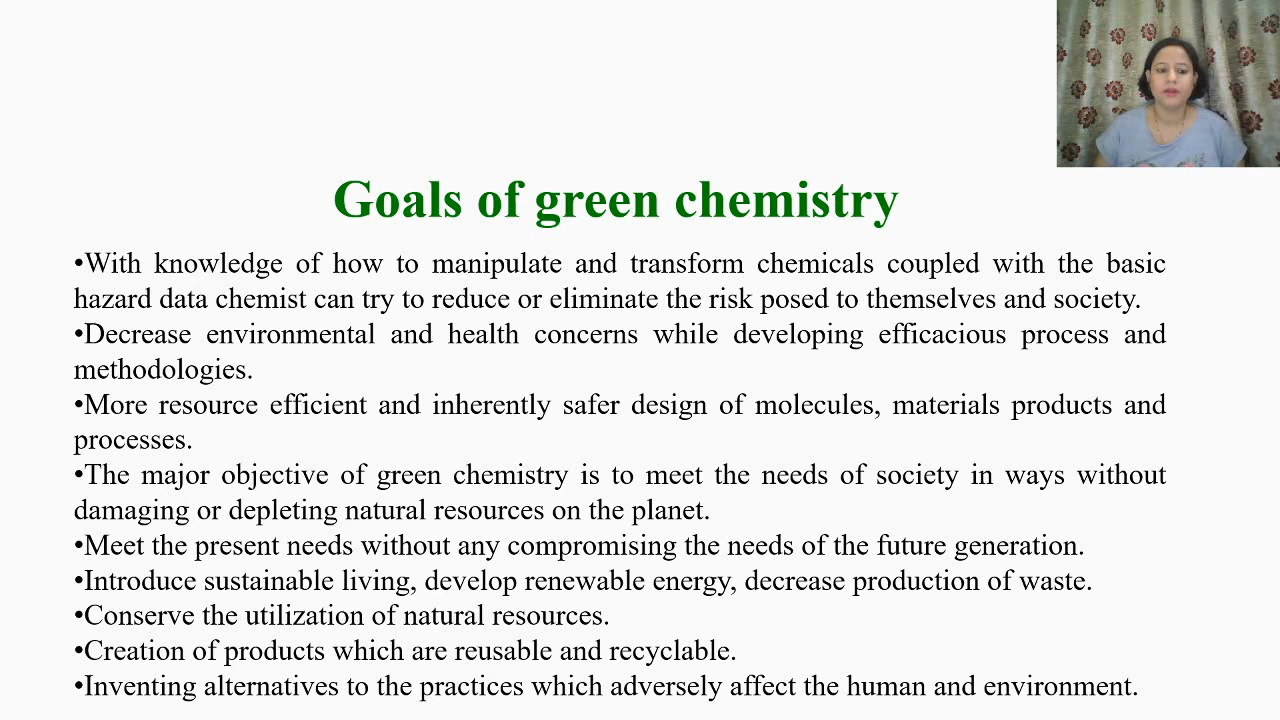 Goals of green chemistry
•With knowledge of how to manipulate and transform chemicals coupled with the basic
hazard data chemist can try to reduce or eliminate the risk posed to themselves and society.
•Decrease environmental and health concerns while developing efficacious process and
methodologies.
•More resource efficient and inherently safer design of molecules, materials products and
processes.
•The major objective of green chemistry is to meet the needs of society in ways without
damaging or depleting natural resources on the planet.
•Meet the present needs without any compromising the needs of the future generation.
•Introduce sustainable living, develop renewable energy, decrease production of waste.
•Conserve the utilization of natural resources.
•Creation of products which are reusable and recyclable.
•Inventing alternatives to the practices which adversely affect the human and environment.